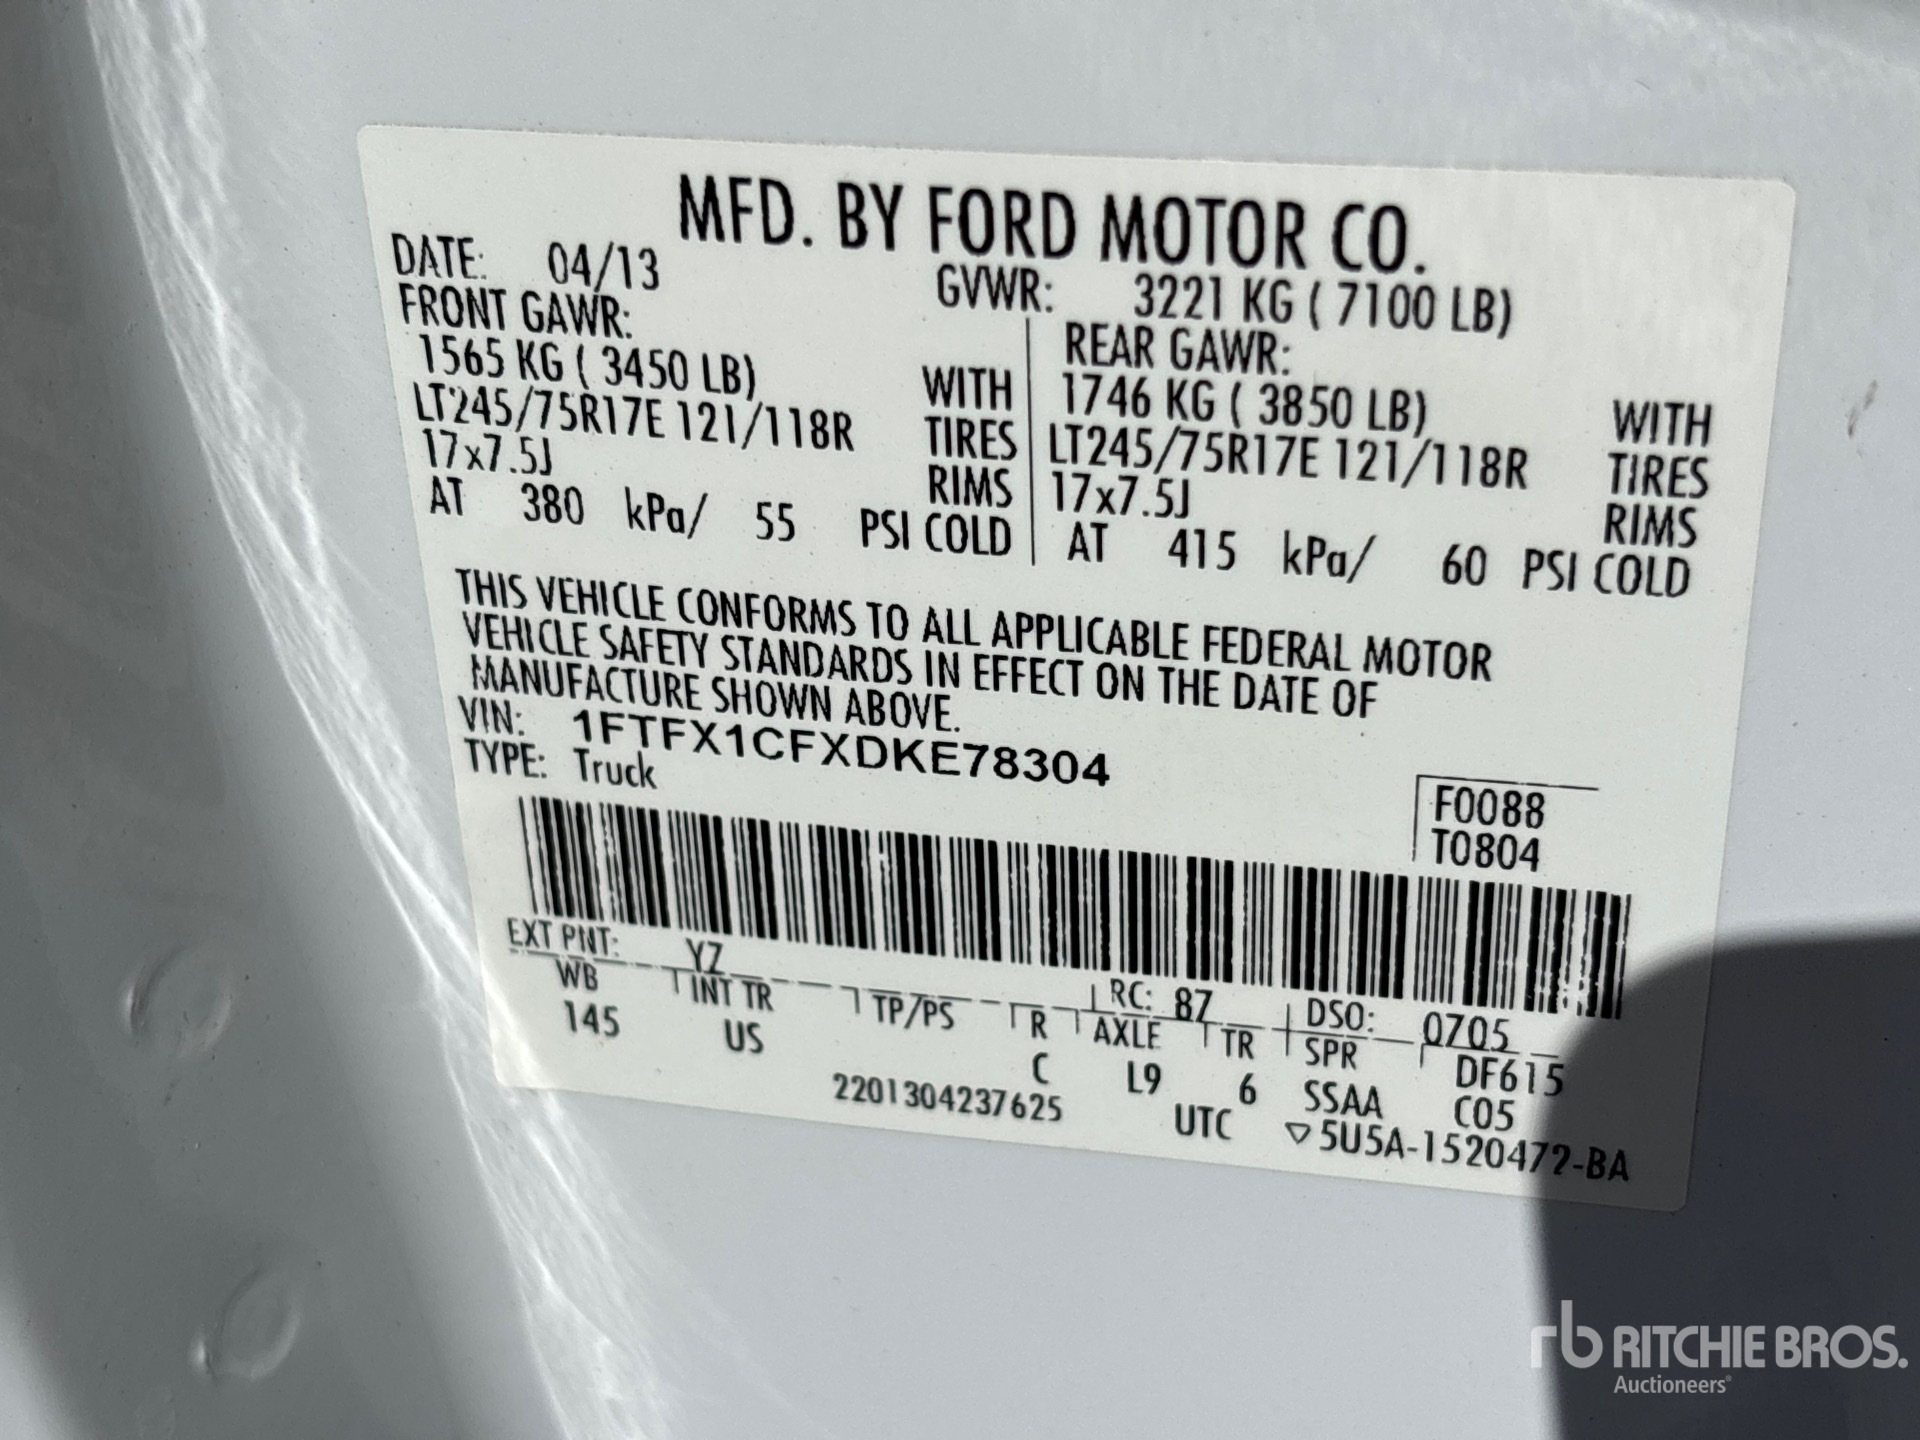 MFD. BY FORD MOTOR CO.
DATE: 04/13 GVWR: 3221 KG ( 7100 LB)
FRONT GAWR: REAR GAWR:
1565 KG ( 3450 LB) WITH 1746 KG ( 3850 LB) WITH
LT245/75R17E 121/118R TIRES LT245/75R17E 121/118R TIRES
17x7.5J RIMS 17x7.5J RIMS
AT 380 kPa/ 55 PSI COLD AT 415 kPa/ 60 PSI COLD
THIS VEHICLE CONFORMS TO ALL APPLICABLE FEDERAL MOTOR
VEHICLE SAFETY STANDARDS IN EFFECT ON THE DATE OF
MANUFACTURE SHOWN ABOVE.
VIN: 1FTFX1CFXDKE78304
TYPE: Truck
F0088
T0804
EXT PNT: YZ RC: 87 DSO: 0705
WB INT TR TP/PS R AXLE TR SPR DF615
145 US C L9 6 SSAA C05
2201304237625 UTC ▽5U5A-1520472-BA
rb RITCHIE BROS.
Auctioneers®